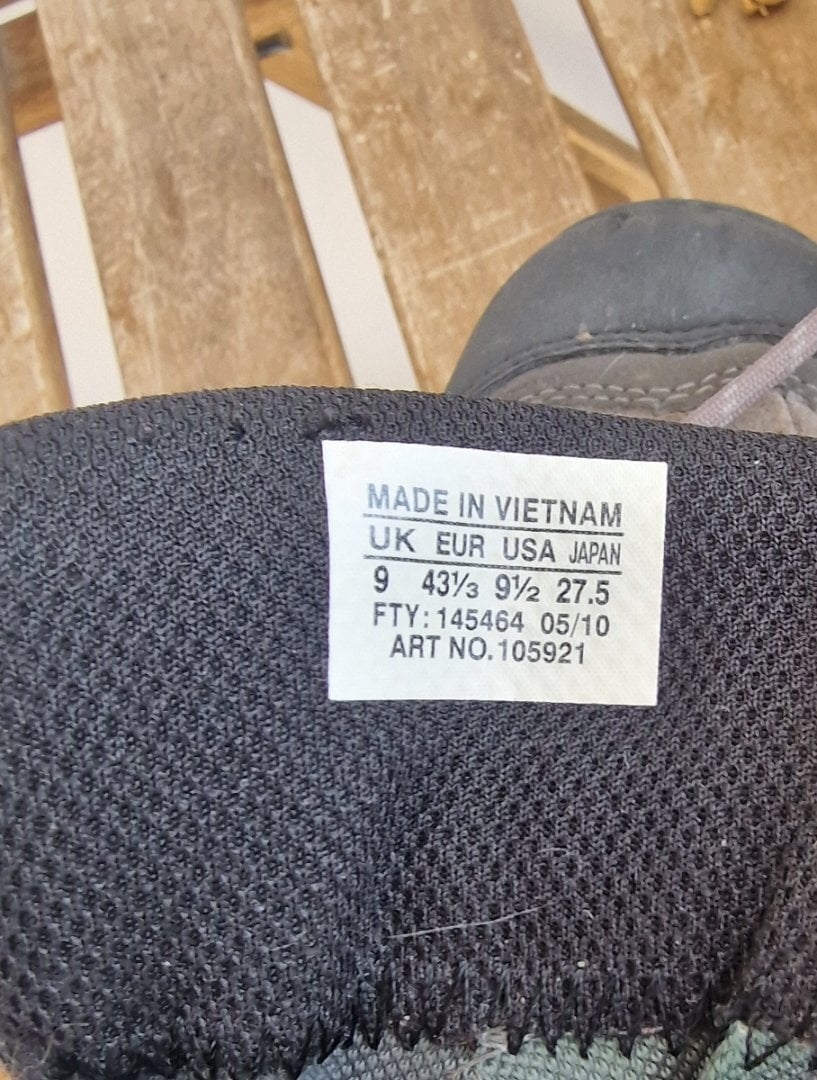 MADE IN VIETNAM
UK EUR USA JAPAN
9 43⅓ 9½ 27.5
FTY: 145464 05/10
ART NO. 105921